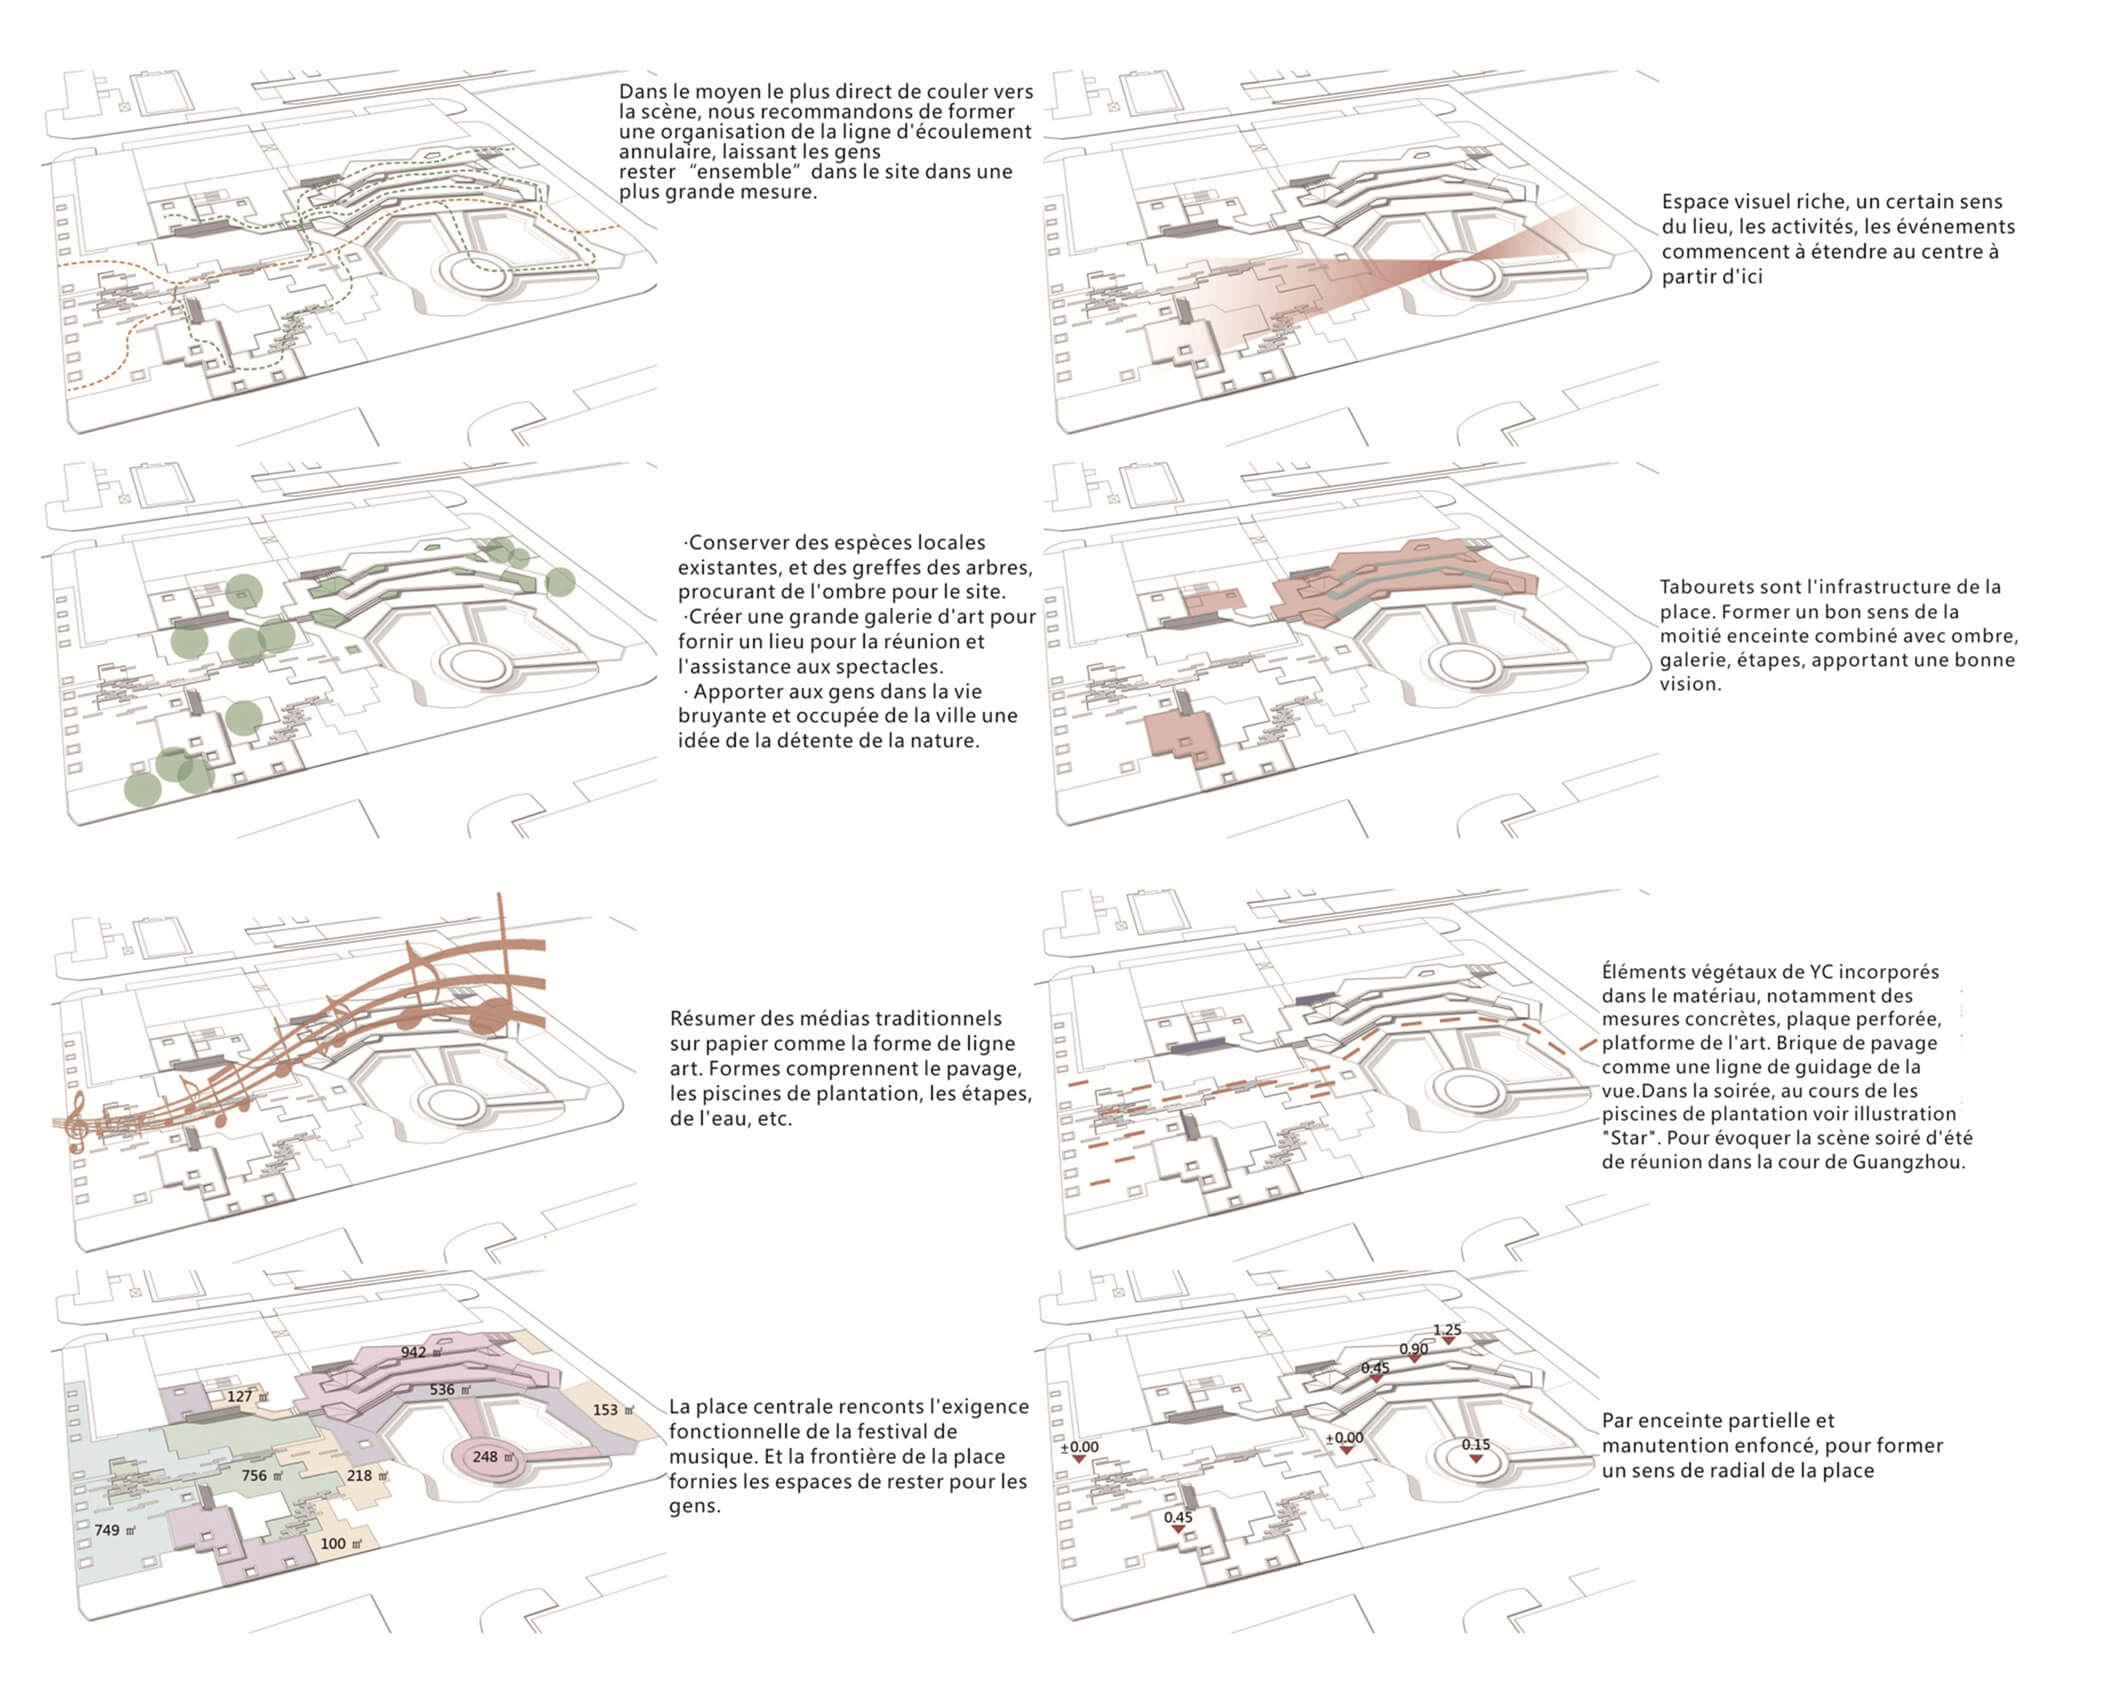 Dans le moyen le plus direct de couler vers
la scène, nous recommandons de former
une organisation de la ligne d'écoulement
annulaire, laissant les gens
rester “ensemble” dans le site dans une
plus grande mesure.
Espace visuel riche, un certain sens
du lieu, les activités, les événements
commencent à étendre au centre à
partir d'ici
·Conserver des espèces locales
existantes, et des greffes des arbres,
procurant de l'ombre pour le site.
·Créer une grande galerie d'art pour
fornir un lieu pour la réunion et
l'assistance aux spectacles.
· Apporter aux gens dans la vie
bruyante et occupée de la ville une
idée de la détente de la nature.
Tabourets sont l'infrastructure de la
place. Former un bon sens de la
moitié enceinte combiné avec ombre,
galerie, étapes, apportant une bonne
vision.
Résumer des médias traditionnels
sur papier comme la forme de ligne
art. Formes comprennent le pavage,
les piscines de plantation, les étapes,
de l'eau, etc.
Éléments végétaux de YC incorporés
dans le matériau, notamment des
mesures concrètes, plaque perforée,
platforme de l'art. Brique de pavage
comme une ligne de guidage de la
vue.Dans la soirée, au cours de les
piscines de plantation voir illustration
"Star". Pour évoquer la scène soiré d'été
de réunion dans la cour de Guangzhou.
942 ㎡
536 ㎡
127 ㎡
153 ㎡
248 ㎡
756 ㎡
218 ㎡
749 ㎡
100 ㎡
La place centrale renconts l'exigence
fonctionnelle de la festival de
musique. Et la frontière de la place
fornies les espaces de rester pour les
gens.
1.25
0.90
0.45
±0.00
±0.00
0.15
0.45
Par enceinte partielle et
manutention enfoncé, pour former
un sens de radial de la place